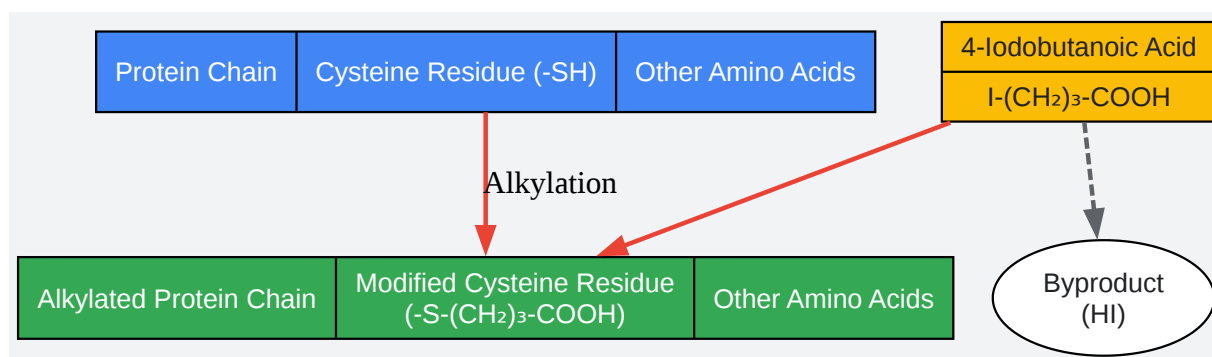 Protein Chain
Cysteine Residue (-SH)
Other Amino Acids
4-Iodobutanoic Acid
I-(CH₂)₃-COOH
Alkylation
Alkylated Protein Chain
Modified Cysteine Residue
(-S-(CH₂)₃-COOH)
Other Amino Acids
Byproduct
(HI)